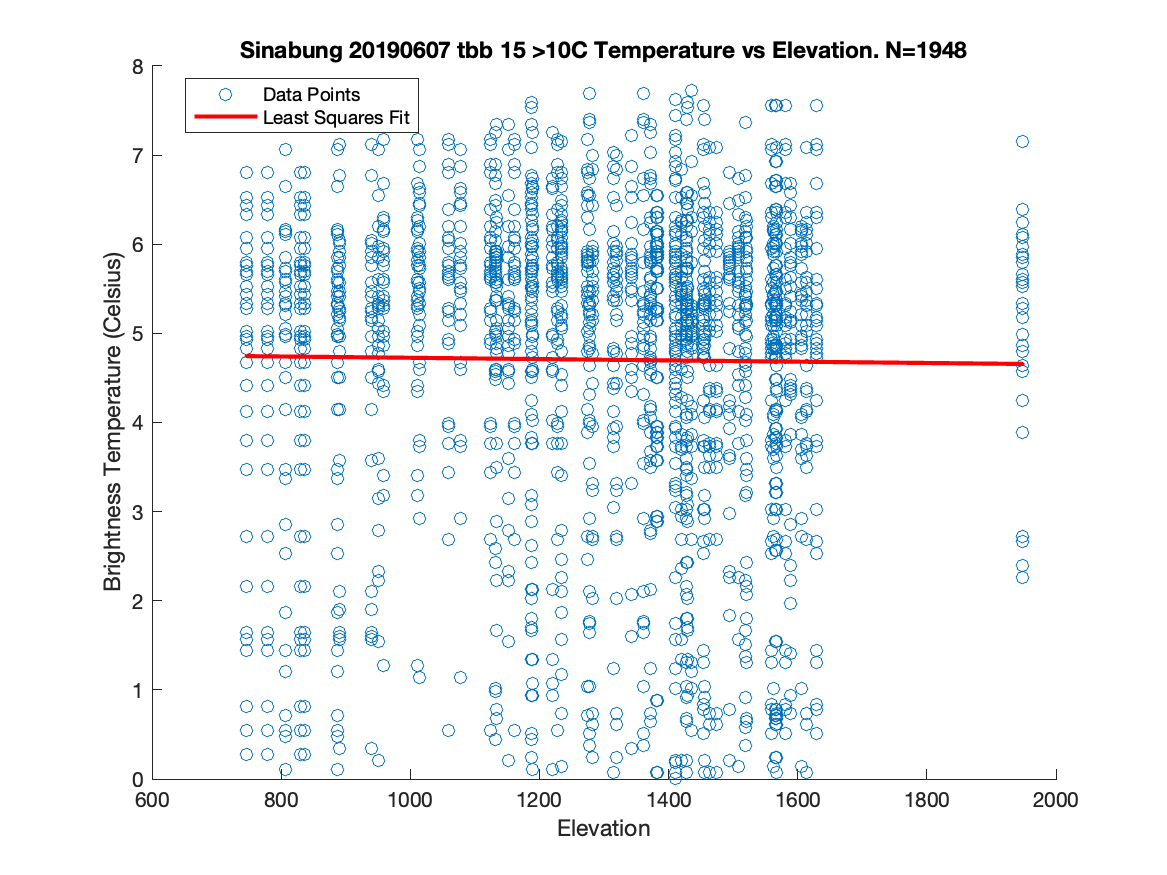 Sinabung 20190607 tbb 15 >10C Temperature vs Elevation. N=1948
Data Points
Least Squares Fit
8
7
6
5
4
3
2
1
0
Brightness Temperature (Celsius)
600 800 1000 1200 1400 1600 1800 2000
Elevation